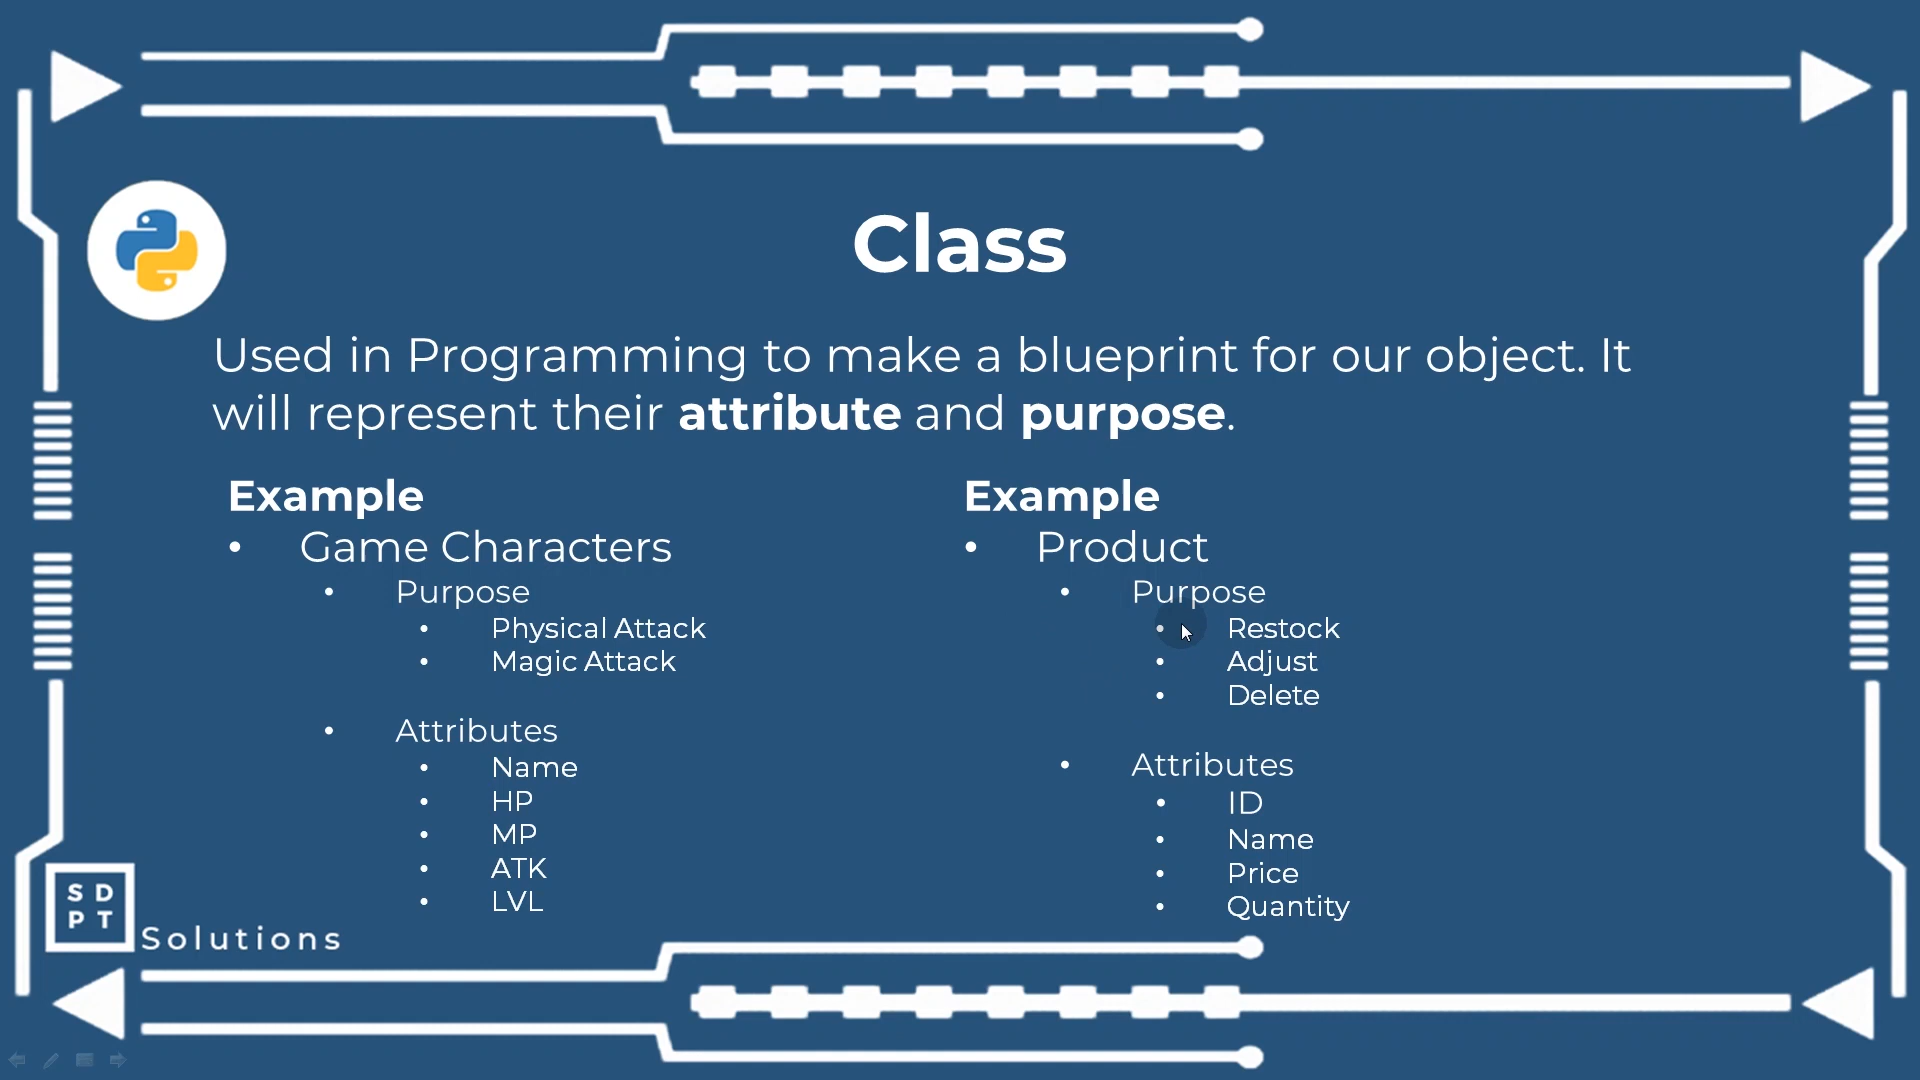 Class
Used in Programming to make a blueprint for our object. It
will represent their attribute and purpose.
Example
• Game Characters
• Purpose
• Physical Attack
• Magic Attack
• Attributes
• Name
• HP
• MP
• ATK
• LVL
Example
• Product
• Purpose
• Restock
• Adjust
• Delete
• Attributes
• ID
• Name
• Price
• Quantity
S D
P T
Solutions